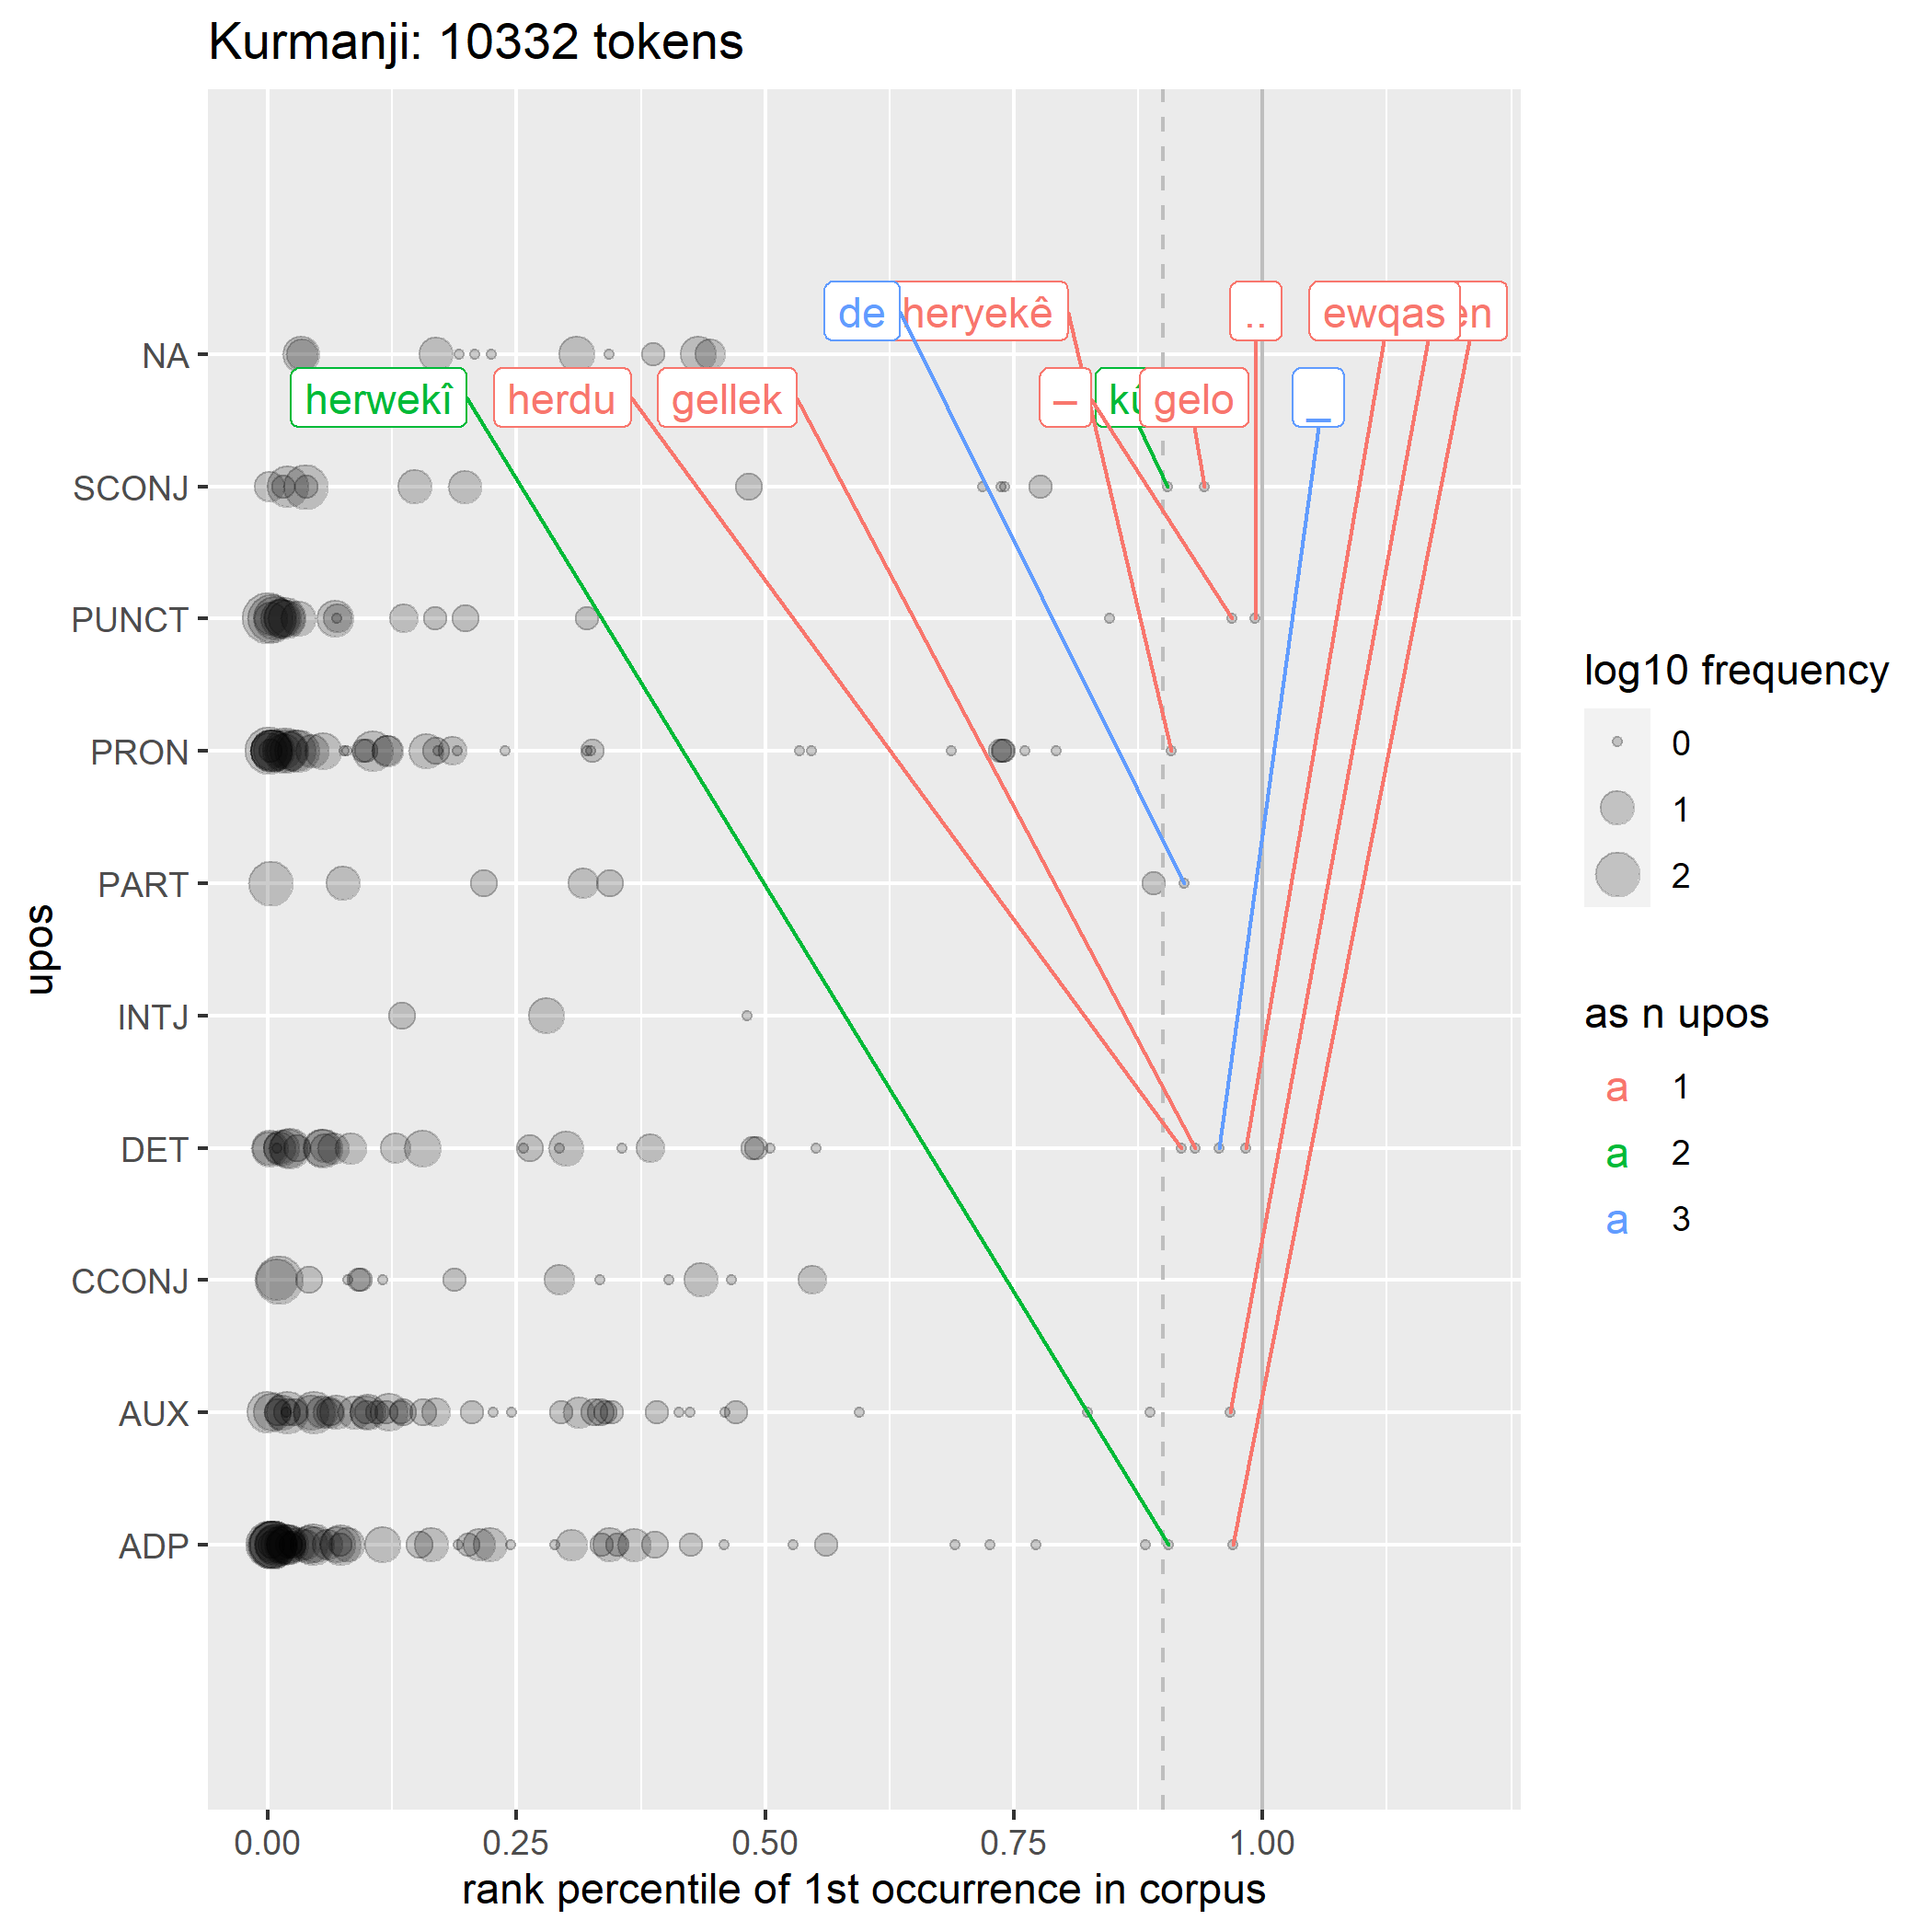 Kurmanji: 10332 tokens
de
heryekê
..
ewqas
NA
herwekî
herdu
gellek
–
gelo
_
SCONJ
PUNCT
PRON
PART
INTJ
DET
CCONJ
AUX
ADP
upos
0.00 0.25 0.50 0.75 1.00
rank percentile of 1st occurrence in corpus
log10 frequency
0
1
2
as n upos
a 1
a 2
a 3